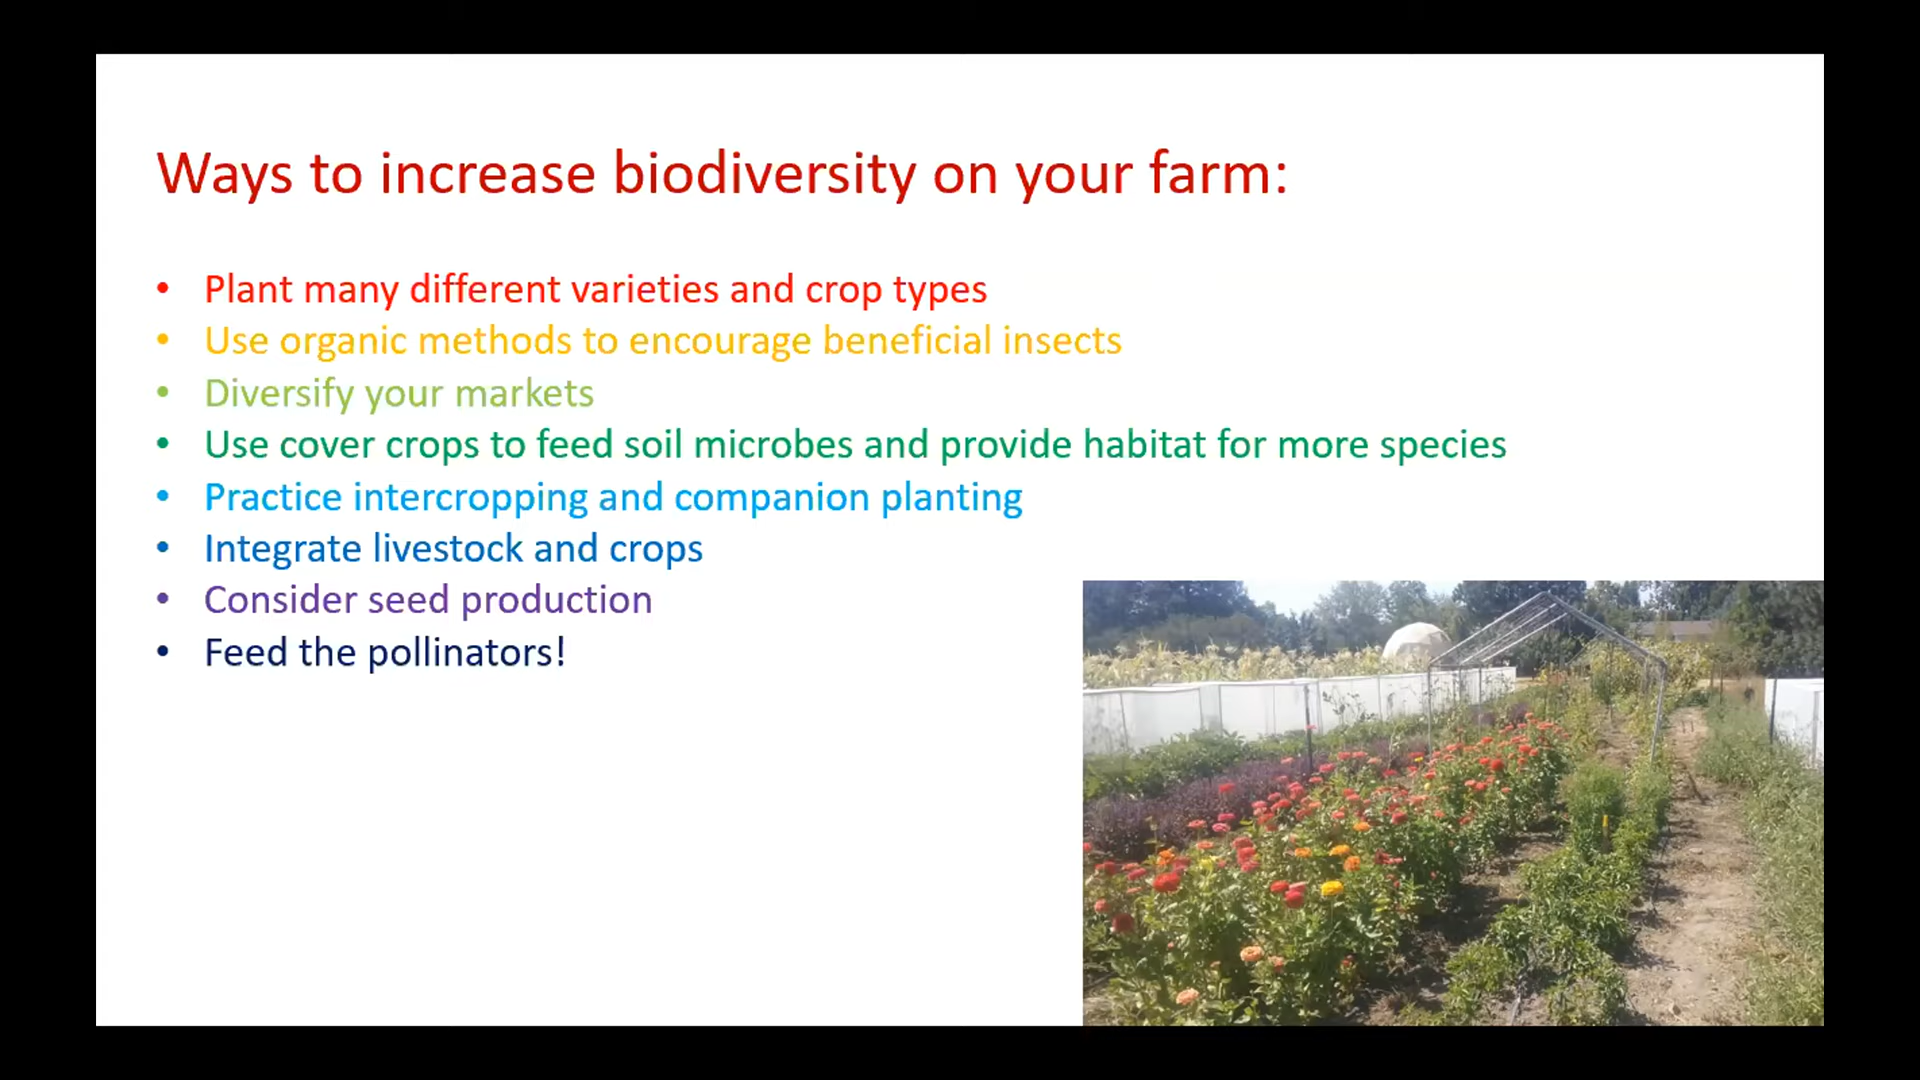 Ways to increase biodiversity on your farm:
• Plant many different varieties and crop types
• Use organic methods to encourage beneficial insects
• Diversify your markets
• Use cover crops to feed soil microbes and provide habitat for more species
• Practice intercropping and companion planting
• Integrate livestock and crops
• Consider seed production
• Feed the pollinators!